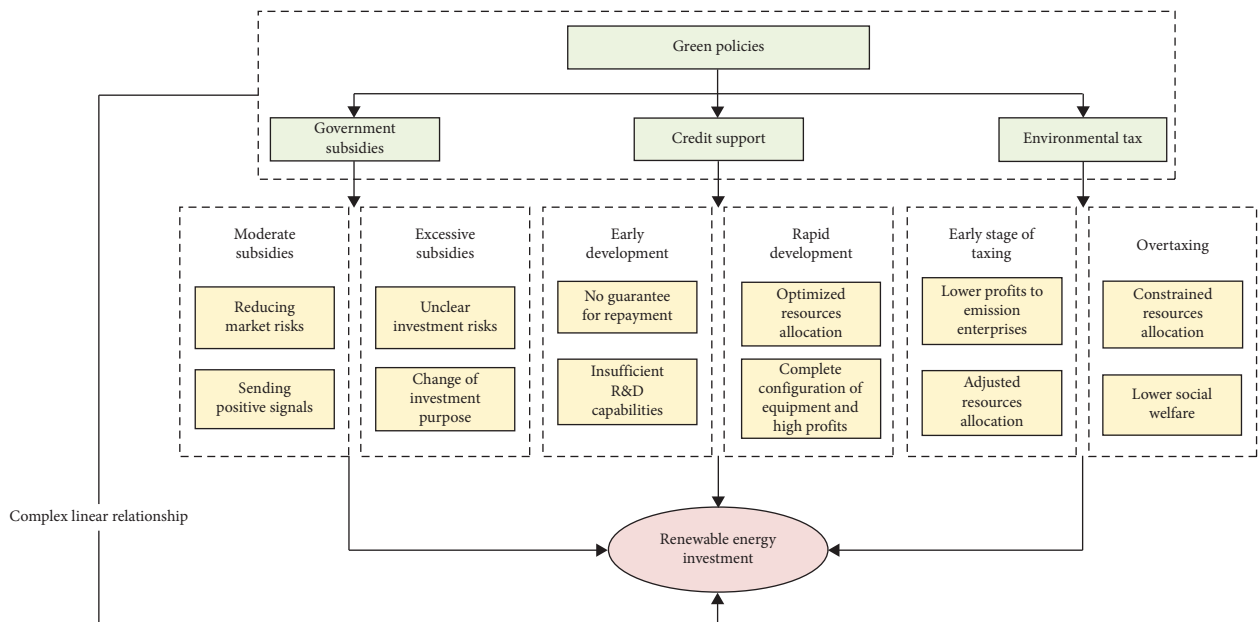 Green policies
Government
subsidies
Credit support
Environmental tax
Moderate
subsidies
Reducing
market risks
Sending
positive signals
Excessive
subsidies
Unclear
investment risks
Change of
investment
purpose
Early
development
No guarantee
for repayment
Insufficient
R&D
capabilities
Rapid
development
Optimized
resources
allocation
Complete
configuration of
equipment and
high profits
Early stage of
taxing
Lower profits to
emission
enterprises
Adjusted
resources
allocation
Overtaxing
Constrained
resources
allocation
Lower social
welfare
Complex linear relationship
Renewable energy
investment